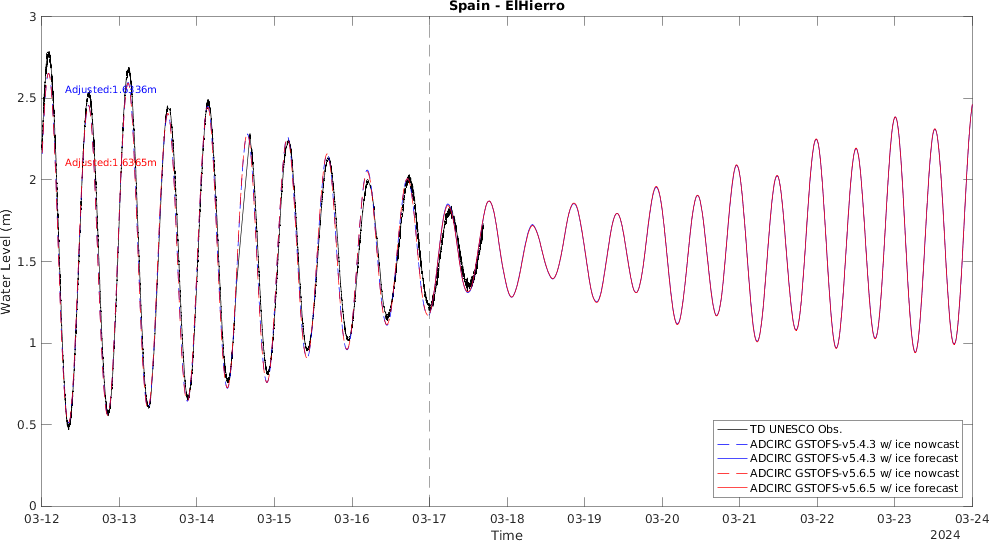 Spain - ElHierro
3
2.5
2
1.5
1
0.5
0
Water Level (m)
Adjusted:1.6336m
Adjusted:1.6365m
TD UNESCO Obs.
ADCIRC GSTOFS-v5.4.3 w/ ice nowcast
ADCIRC GSTOFS-v5.4.3 w/ ice forecast
ADCIRC GSTOFS-v5.6.5 w/ ice nowcast
ADCIRC GSTOFS-v5.6.5 w/ ice forecast
03-12 03-13 03-14 03-15 03-16 03-17 03-18 03-19 03-20 03-21 03-22 03-23 03-24
Time
2024